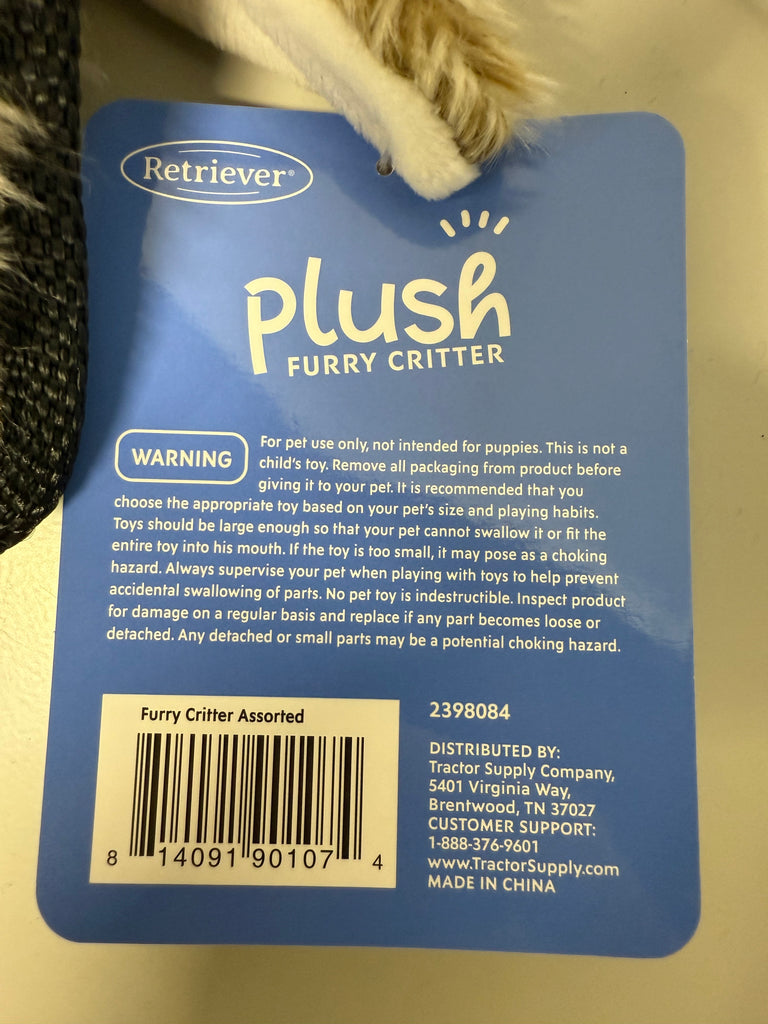 Retriever®
plush
FURRY CRITTER
WARNING
For pet use only, not intended for puppies. This is not a
child's toy. Remove all packaging from product before
giving it to your pet. It is recommended that you
choose the appropriate toy based on your pet's size and playing habits.
Toys should be large enough so that your pet cannot swallow it or fit the
entire toy into his mouth. If the toy is too small, it may pose as a choking
hazard. Always supervise your pet when playing with toys to help prevent
accidental swallowing of parts. No pet toy is indestructible. Inspect product
for damage on a regular basis and replace if any part becomes loose or
detached. Any detached or small parts may be a potential choking hazard.
Furry Critter Assorted
8 14091 90107 4
2398084
DISTRIBUTED BY:
Tractor Supply Company,
5401 Virginia Way,
Brentwood, TN 37027
CUSTOMER SUPPORT:
1-888-376-9601
www.TractorSupply.com
MADE IN CHINA